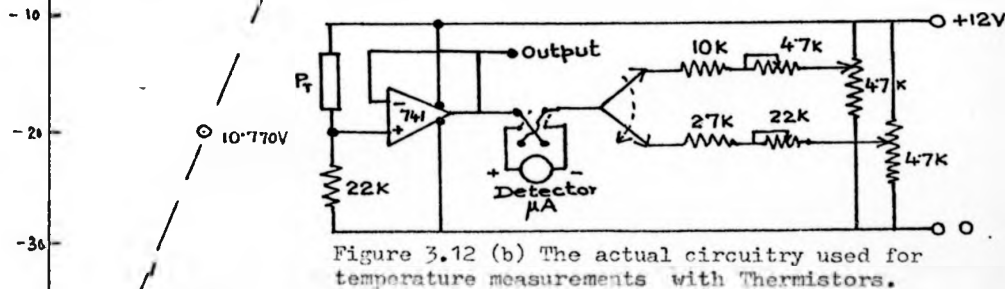 - 10
- 20
- 30
10.770V
+12V
Output
10K
4.7K
PT
4.7K
-
741
+
27K
22K
4.7K
22K
+
-
Detector
µA
0
Figure 3.12 (b) The actual circuitry used for
temperature measurements with Thermistors.